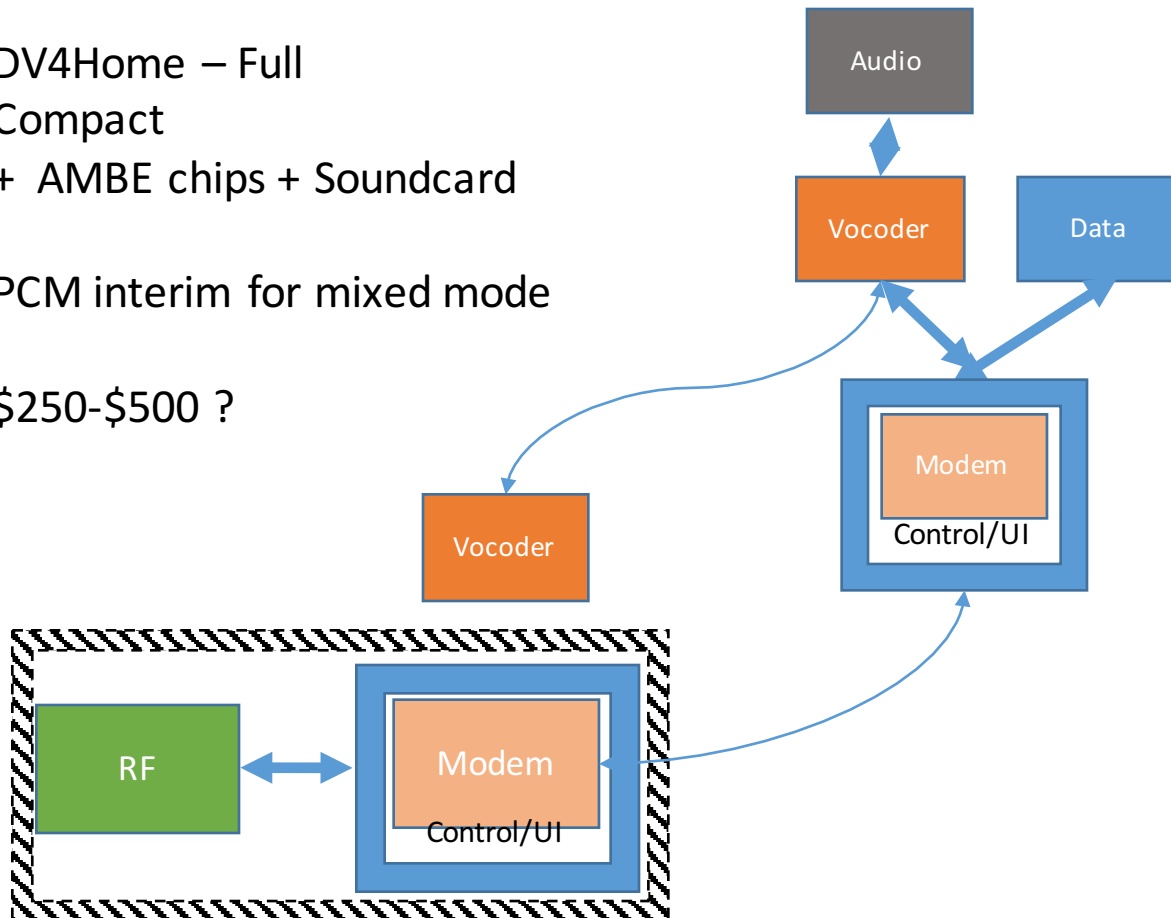 DV4Home – Full
Compact
+ AMBE chips + Soundcard
PCM interim for mixed mode
$250-$500 ?
Audio
Vocoder
Data
Modem
Control/UI
Vocoder
RF
Modem
Control/UI